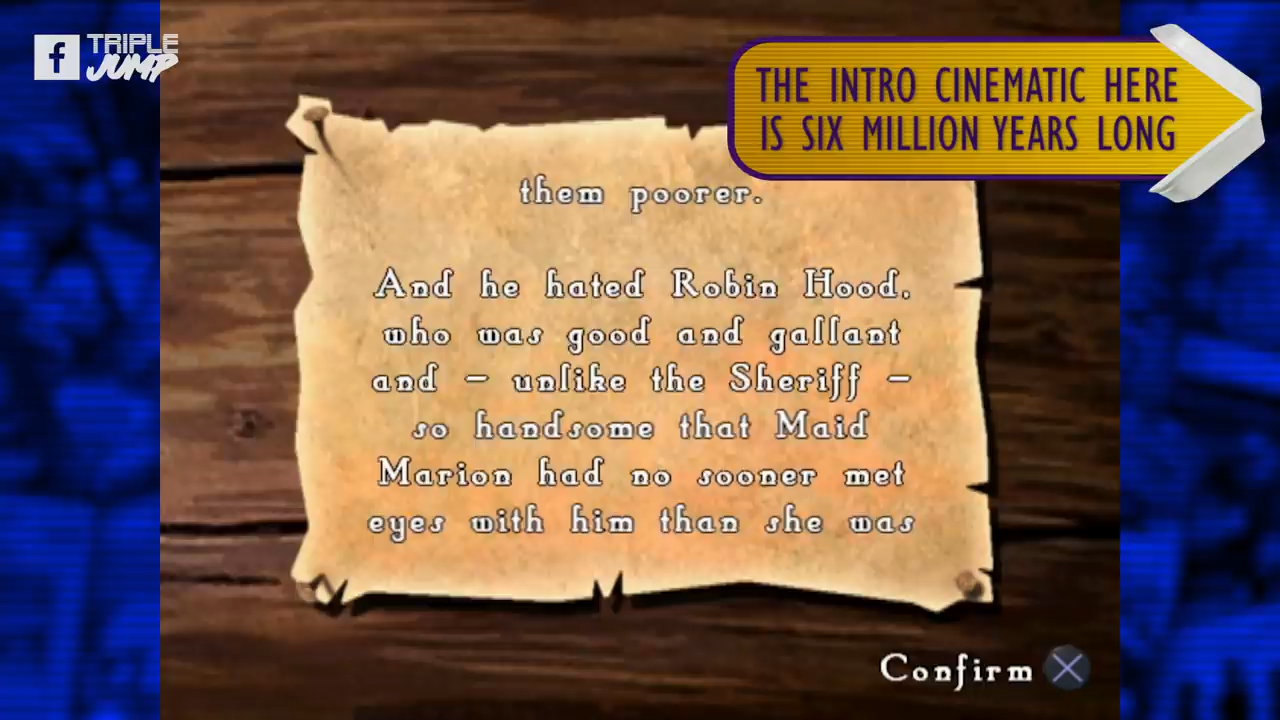 f TRIPLE
JUMP
THE INTRO CINEMATIC HERE
IS SIX MILLION YEARS LONG
them poorer.
And he hated Robin Hood,
who was good and gallant
and – unlike the Sheriff –
so handsome that Maid
Marion had no sooner met
eyes with him than she was
Confirm